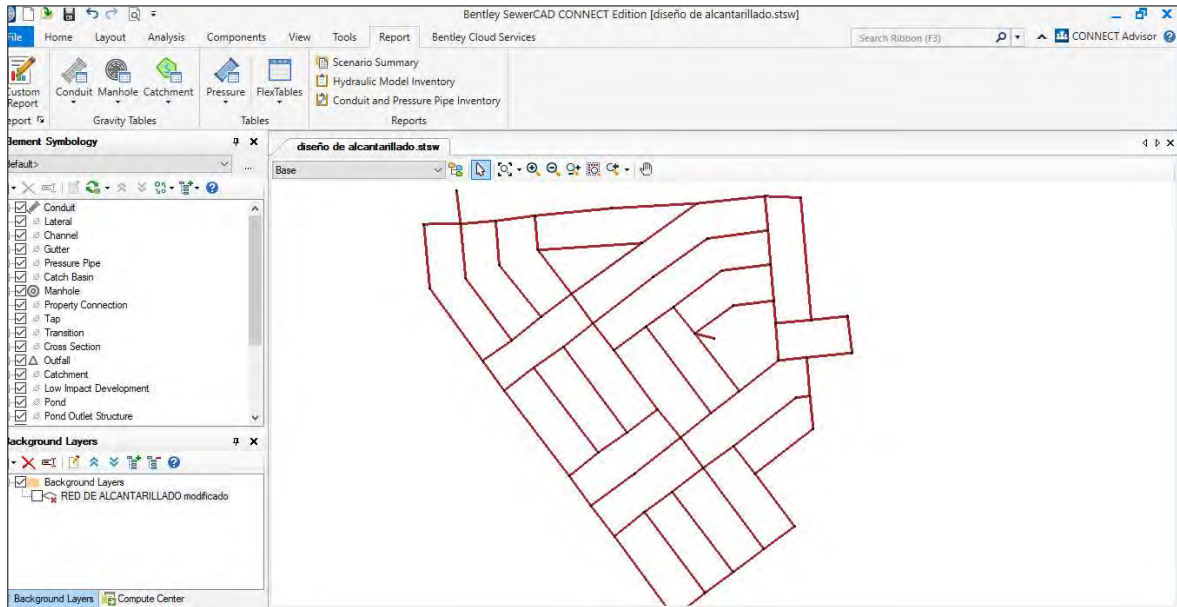 Bentley SewerCAD CONNECT Edition [diseño de alcantarillado.stsw]
File Home Layout Analysis Components View Tools Report Bentley Cloud Services Search Ribbon (F3) CONNECT Advisor
Scenario Summary
Hydraulic Model Inventory
Conduit and Pressure Pipe Inventory
Conduit Manhole Catchment Pressure FlexTables
Report
Gravity Tables Tables Reports
Element Symbology
diseño de alcantarillado.stsw
Base
Conduit
Lateral
Channel
Gutter
Pressure Pipe
Catch Basin
Manhole
Property Connection
Tap
Transition
Cross Section
Outfall
Catchment
Low Impact Development
Pond
Pond Outlet Structure
Background Layers
Background Layers
RED DE ALCANTARILLADO modificado
Background Layers Compute Center